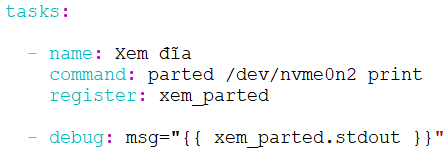 tasks:
- name: Xem đĩa
command: parted /dev/nvme0n2 print
register: xem_parted
- debug: msg="{{ xem_parted.stdout }}"